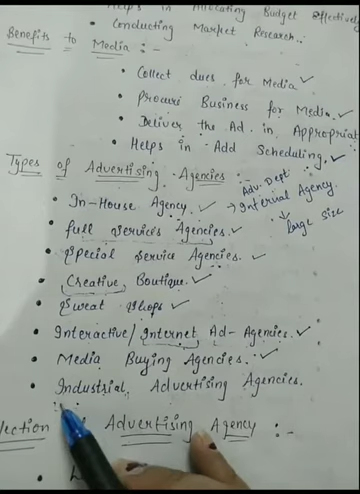 Helps in Allocating Budget Effectively
• Conducting Market Research.
Benefits to Media :-
• Collect dues for Media ✓
• Procure Business for Media. ✓
• Deliver the Ad. in Appropriat
• Helps in Add Scheduling. ✓
Types of Advertising Agencies
Adv. Dept
• In-House Agency. ✓ → Internal Agency.
↓
Large Size
• full services Agencies. ✓
• Special Service Agencies. ✓
• Creative Boutique. ✓
• Sweat Shops ✓
• Interactive/Internet Ad-Agencies. ✓
• Media Buying Agencies. ✓
• Industrial Advertising Agencies.
lection Advertising Agency :-